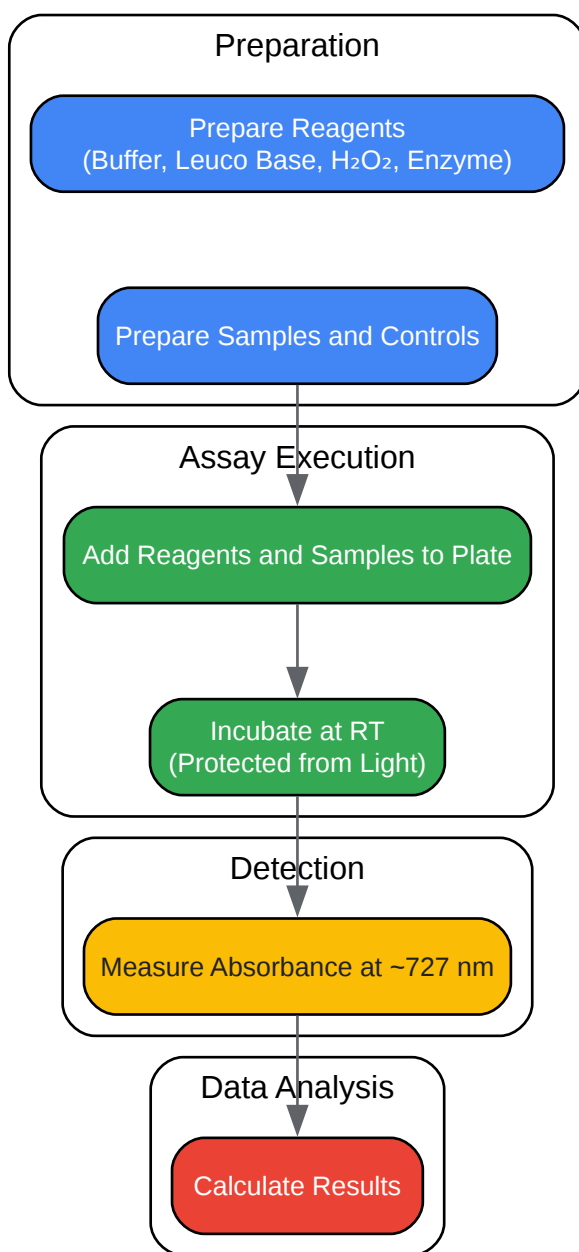 Preparation
Prepare Reagents
(Buffer, Leuco Base, H₂O₂, Enzyme)
Prepare Samples and Controls
Assay Execution
Add Reagents and Samples to Plate
Incubate at RT
(Protected from Light)
Detection
Measure Absorbance at ~727 nm
Data Analysis
Calculate Results